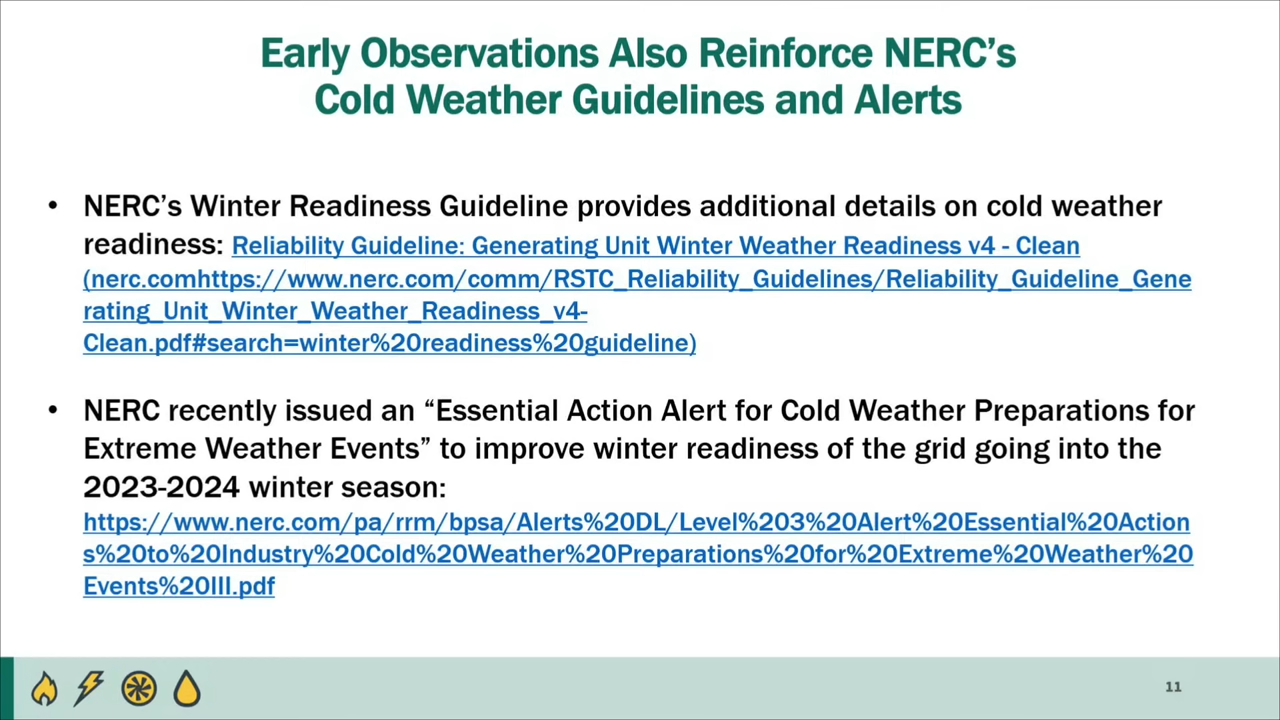 Early Observations Also Reinforce NERC’s
Cold Weather Guidelines and Alerts
• NERC’s Winter Readiness Guideline provides additional details on cold weather
readiness: Reliability Guideline: Generating Unit Winter Weather Readiness v4 - Clean
(nerc.comhttps://www.nerc.com/comm/RSTC_Reliability_Guidelines/Reliability_Guideline_Gene
rating_Unit_Winter_Weather_Readiness_v4-
Clean.pdf#search=winter%20readiness%20guideline)
• NERC recently issued an “Essential Action Alert for Cold Weather Preparations for
Extreme Weather Events” to improve winter readiness of the grid going into the
2023-2024 winter season:
https://www.nerc.com/pa/rrm/bpsa/Alerts%20DL/Level%203%20Alert%20Essential%20Action
s%20to%20Industry%20Cold%20Weather%20Preparations%20for%20Extreme%20Weather%20
Events%20III.pdf
11